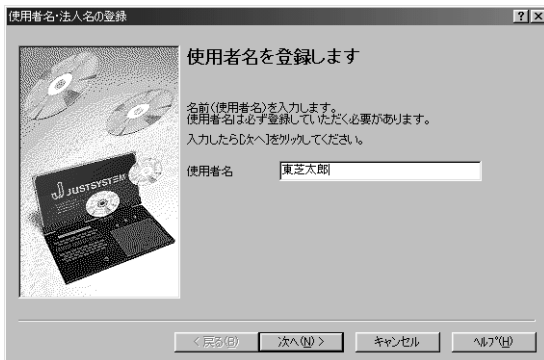 使用者名・法人名の登録
使用者名を登録します
名前(使用者名)を入力します。
使用者名は必ず登録していただく必要があります。
入力したら[次へ]をクリックしてください。
JUSTSYSTEM
使用者名 東芝太郎
< 戻る(B) 次へ(N) > キャンセル ヘルプ(H)